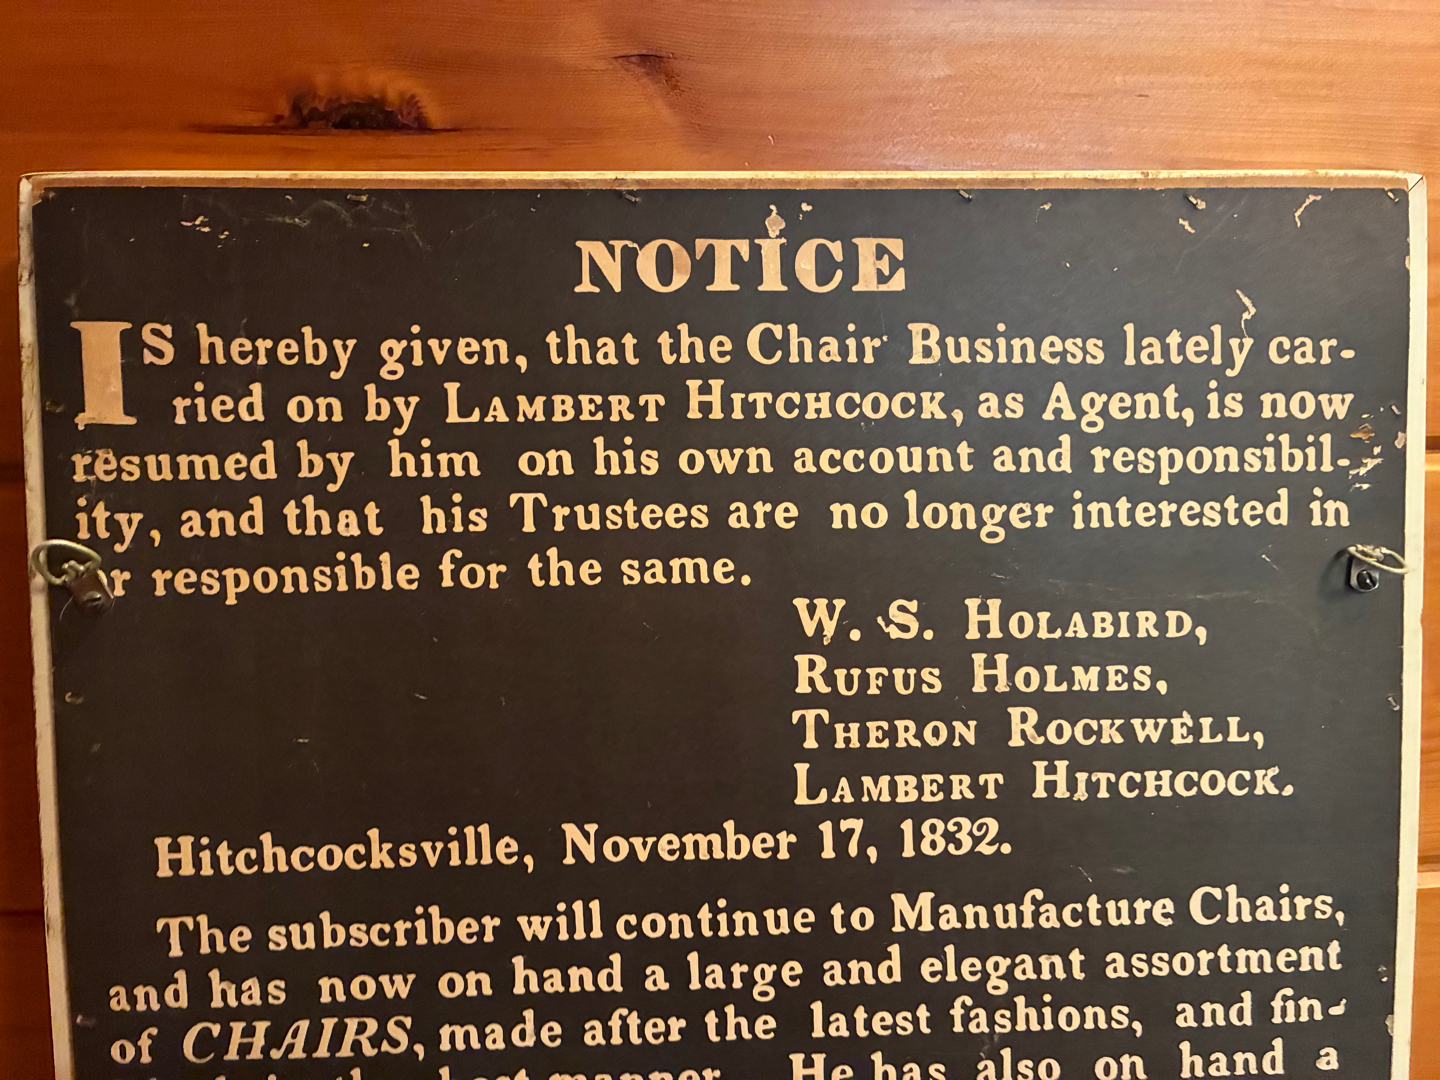 NOTICE
IS hereby given, that the Chair Business lately car-
ried on by LAMBERT HITCHCOCK, as Agent, is now
resumed by him on his own account and responsibil-
ity, and that his Trustees are no longer interested in
or responsible for the same.
W. S. HOLABIRD,
RUFUS HOLMES,
THERON ROCKWELL,
LAMBERT HITCHCOCK.
Hitchcocksville, November 17, 1832.
The subscriber will continue to Manufacture Chairs,
and has now on hand a large and elegant assortment
of CHAIRS, made after the latest fashions, and fin-
manner. He has also on hand a